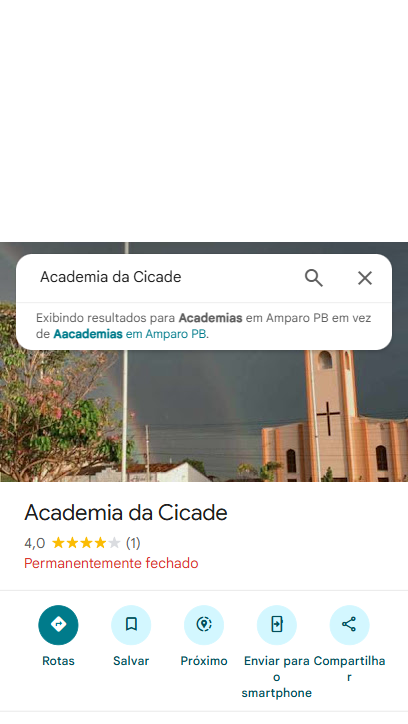 Academia da Cicade
Exibindo resultados para Academias em Amparo PB em vez
de Aacademias em Amparo PB.
Academia da Cicade
4,0 (1)
Permanentemente fechado
Rotas
Salvar
Próximo
Enviar para
o
smartphone
Compartilha
r